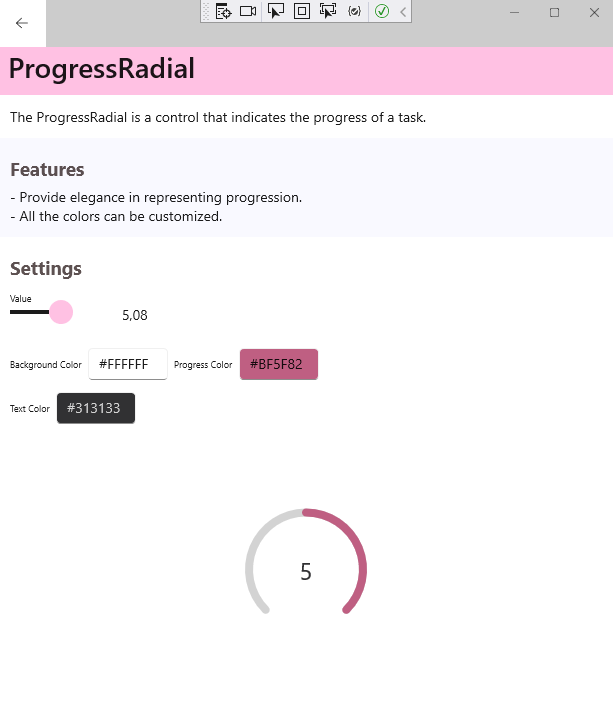 ProgressRadial
The ProgressRadial is a control that indicates the progress of a task.
Features
- Provide elegance in representing progression.
- All the colors can be customized.
Settings
Value
5,08
Background Color #FFFFFF Progress Color #BF5F82
Text Color #313133
5